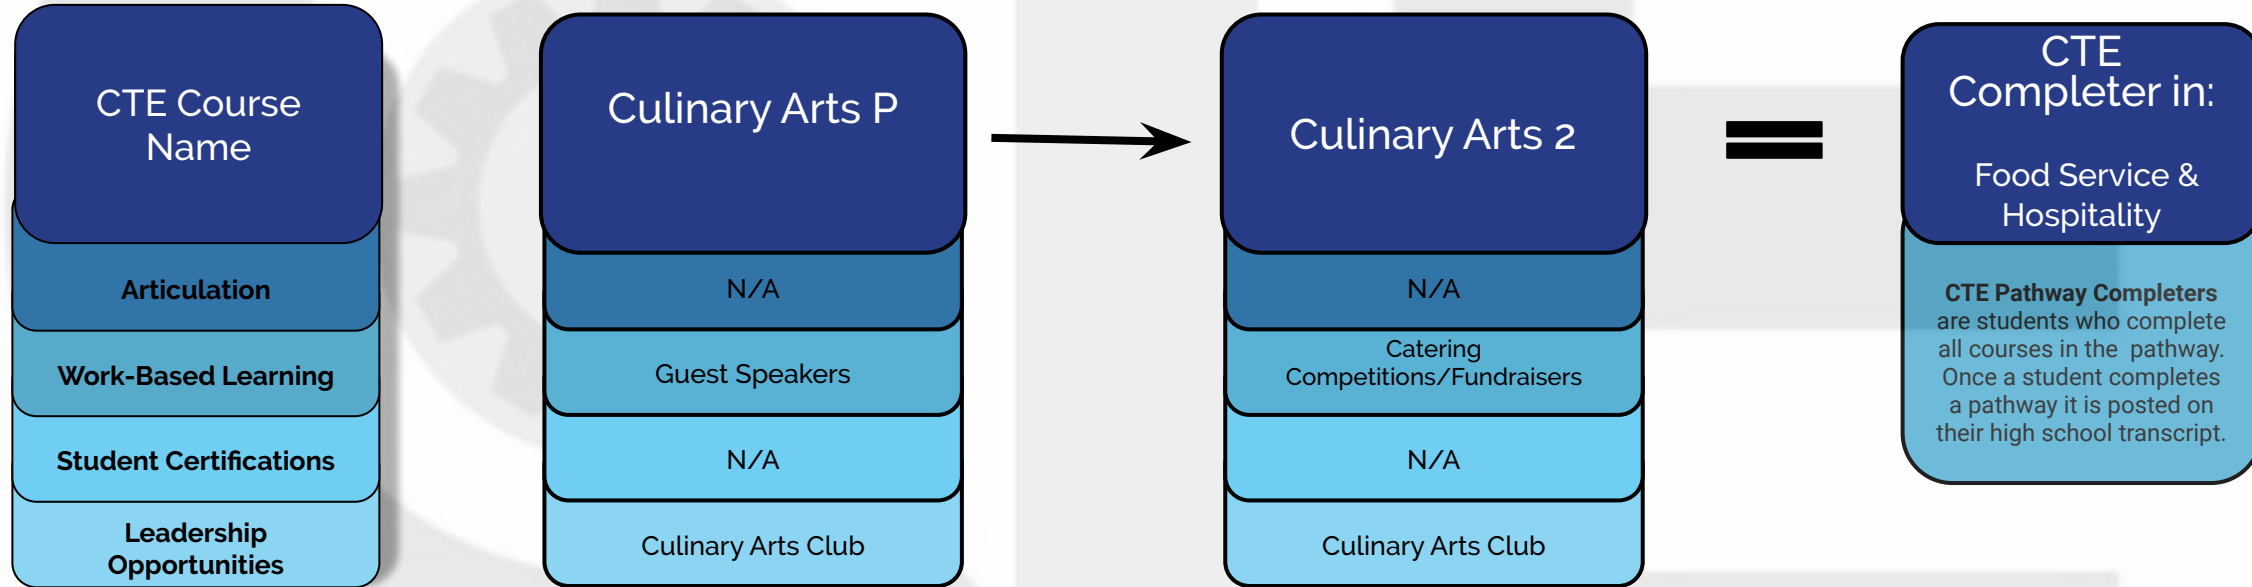 CTE Course
Name
Articulation
Work-Based Learning
Student Certifications
Leadership
Opportunities
Culinary Arts P
N/A
Guest Speakers
N/A
Culinary Arts Club
Culinary Arts 2
N/A
Catering
Competitions/Fundraisers
N/A
Culinary Arts Club
CTE
Completer in:
Food Service &
Hospitality
CTE Pathway Completers
are students who complete
all courses in the pathway.
Once a student completes
a pathway it is posted on
their high school transcript.